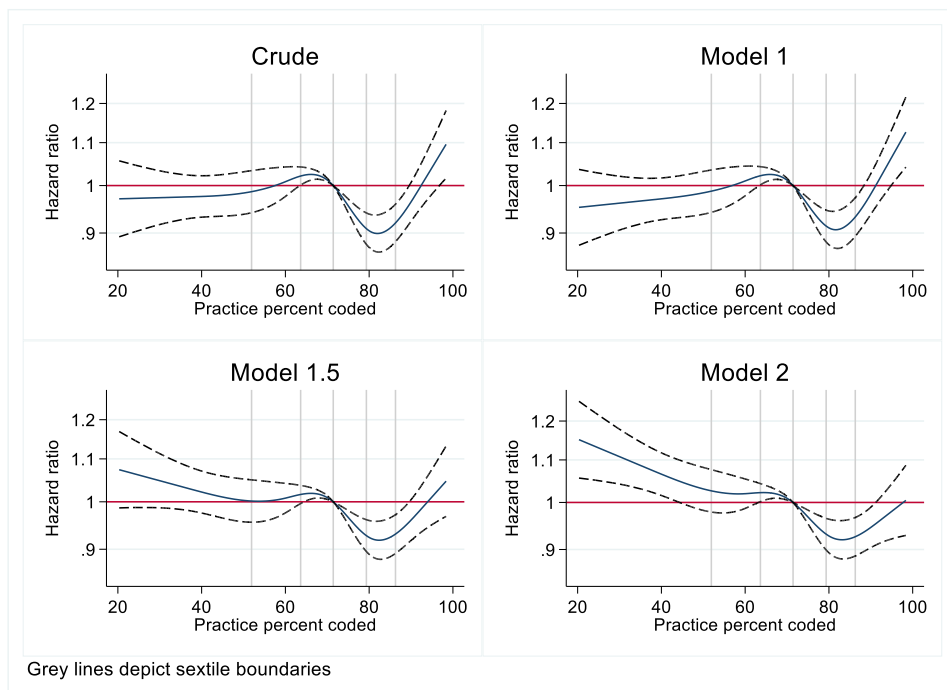 Crude
Hazard ratio
1.2
1.1
1
.9
20 40 60 80 100
Practice percent coded
Model 1
Hazard ratio
1.2
1.1
1
.9
20 40 60 80 100
Practice percent coded
Model 1.5
Hazard ratio
1.2
1.1
1
.9
20 40 60 80 100
Practice percent coded
Model 2
Hazard ratio
1.2
1.1
1
.9
20 40 60 80 100
Practice percent coded
Grey lines depict sextile boundaries